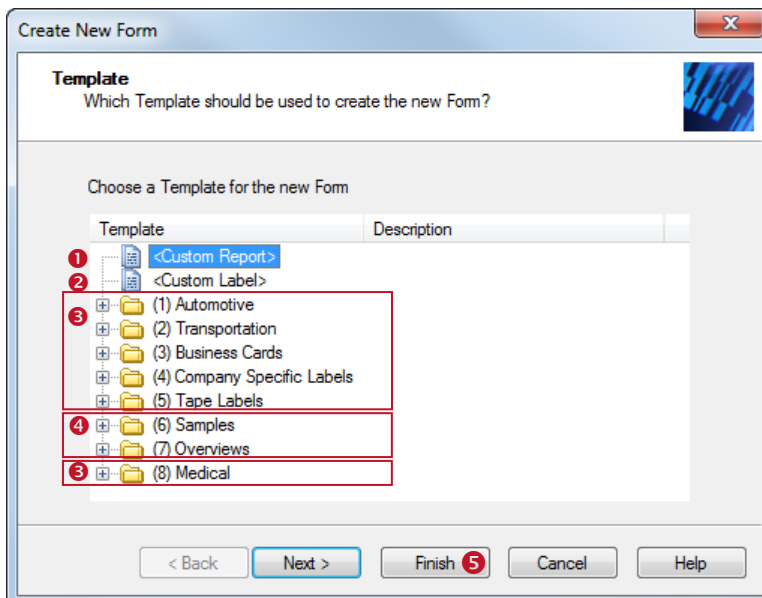 Create New Form
Template
Which Template should be used to create the new Form?
Choose a Template for the new Form
Template Description
1 <Custom Report>
2 <Custom Label>
3 (1) Automotive
(2) Transportation
(3) Business Cards
(4) Company Specific Labels
(5) Tape Labels
4 (6) Samples
(7) Overviews
3 (8) Medical
< Back Next > Finish 5 Cancel Help